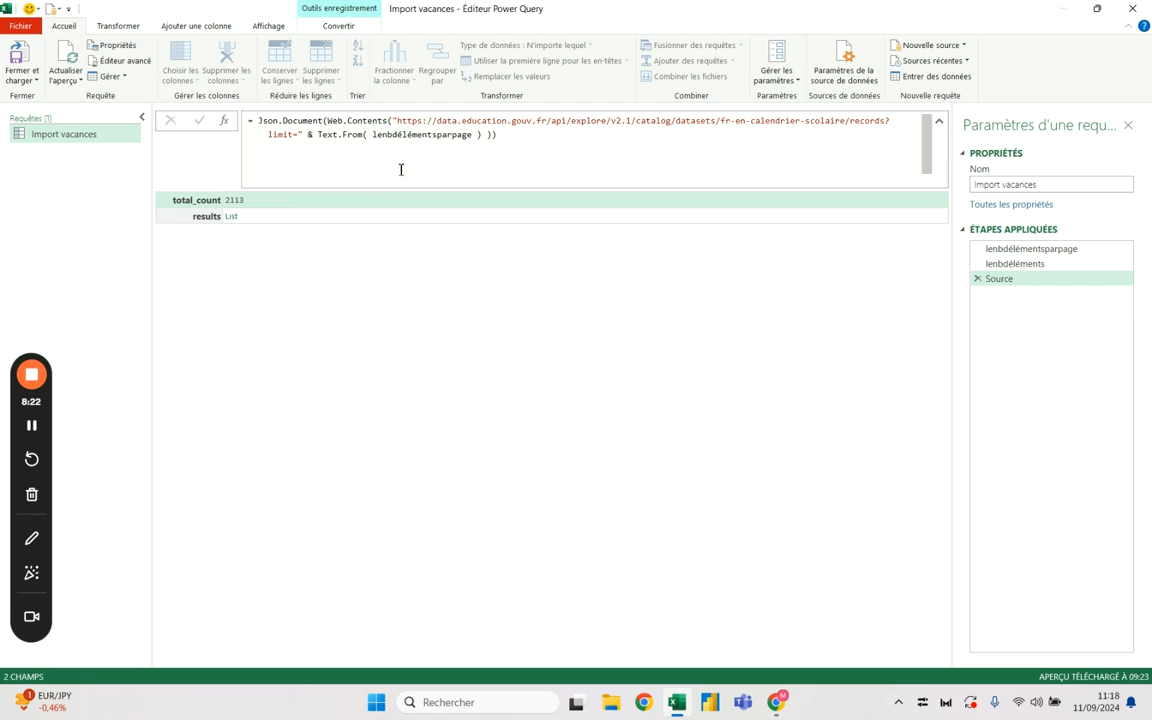 Outils enregistrement
Import vacances - Éditeur Power Query
Fichier
Accueil
Transformer
Ajouter une colonne
Affichage
Convertir
Fermer et
charger
Fermer
Actualiser
l'aperçu
Propriétés
Éditeur avancé
Gérer
Requête
Choisir les
colonnes
Supprimer les
colonnes
Gérer les colonnes
Conserver
les lignes
Supprimer
les lignes
Réduire les lignes
Trier
Fractionner
la colonne
Regrouper
par
Type de données : N'importe lequel
Utiliser la première ligne pour les en-têtes
Remplacer les valeurs
Transformer
Fusionner des requêtes
Ajouter des requêtes
Combiner les fichiers
Combiner
Gérer les
paramètres
Paramètres
Paramètres de la
source de données
Sources de données
Nouvelle source
Sources récentes
Entrer des données
Nouvelle requête
Requêtes [1]
Import vacances
fx
= Json.Document(Web.Contents("https://data.education.gouv.fr/api/explore/v2.1/catalog/datasets/fr-en-calendrier-scolaire/records?
limit=" & Text.From( lenbdélémentsparpage ) ))
total_count 2113
results List
Paramètres d'une requ...
PROPRIÉTÉS
Nom
Import vacances
Toutes les propriétés
ÉTAPES APPLIQUÉES
lenbdélémentsparpage
lenbdéléments
Source
8:22
2 CHAMPS
APERÇU TÉLÉCHARGÉ À 09:23
1
EUR/JPY
-0,46%
Rechercher
M
11:18
11/09/2024